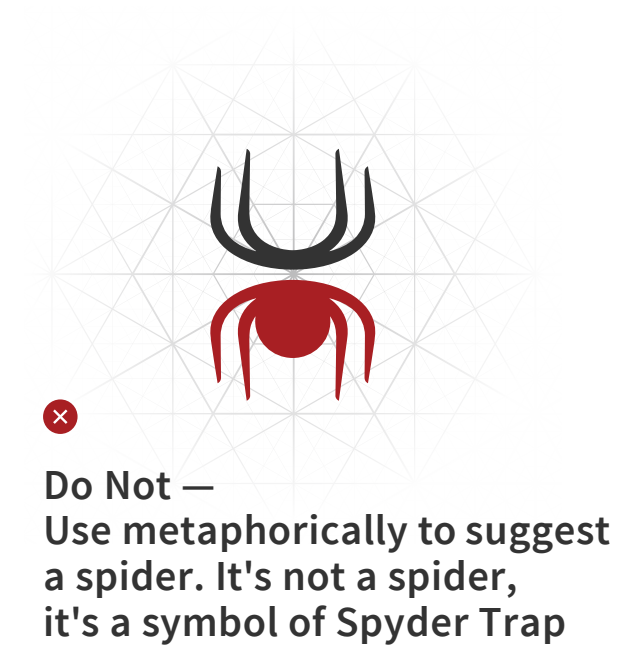 Do Not —
Use metaphorically to suggest
a spider. It's not a spider,
it's a symbol of Spyder Trap